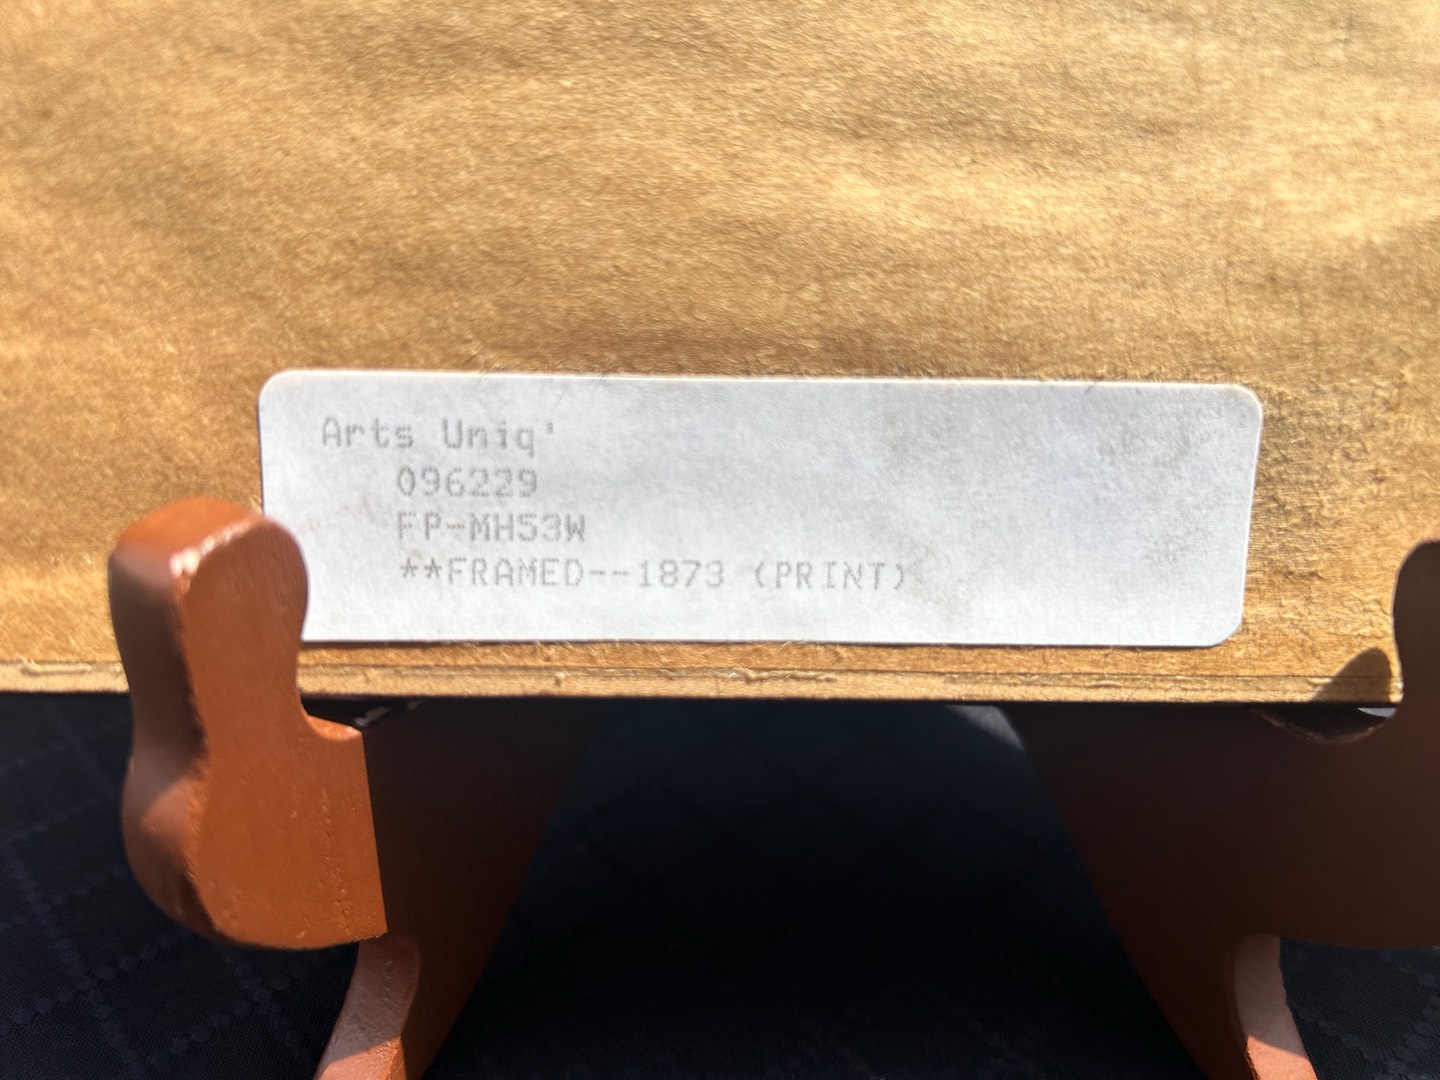 Arts Uniq'
096229
FP-MH53W
**FRAMED--1873 (PRINT)